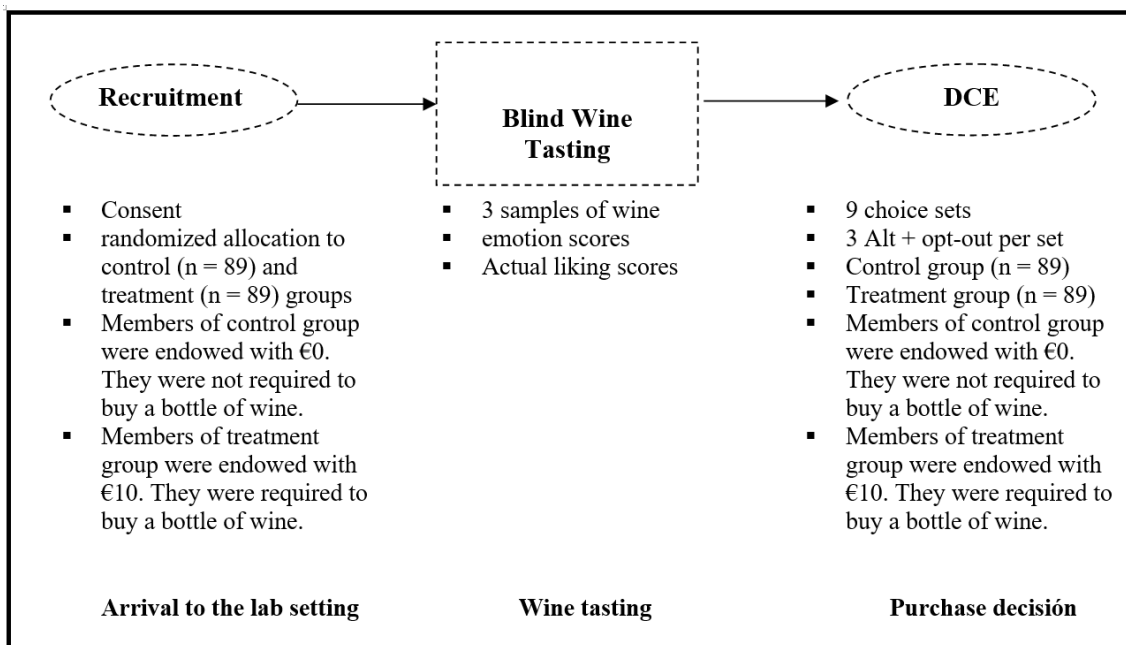 Recruitment
▪ Consent
▪ randomized allocation to
control (n = 89) and
treatment (n = 89) groups
▪ Members of control group
were endowed with €0.
They were not required to
buy a bottle of wine.
▪ Members of treatment
group were endowed with
€10. They were required to
buy a bottle of wine.
Arrival to the lab setting
Blind Wine
Tasting
▪ 3 samples of wine
▪ emotion scores
▪ Actual liking scores
Wine tasting
DCE
▪ 9 choice sets
▪ 3 Alt + opt-out per set
▪ Control group (n = 89)
▪ Treatment group (n = 89)
▪ Members of control group
were endowed with €0.
They were not required to
buy a bottle of wine.
▪ Members of treatment
group were endowed with
€10. They were required to
buy a bottle of wine.
Purchase decisión